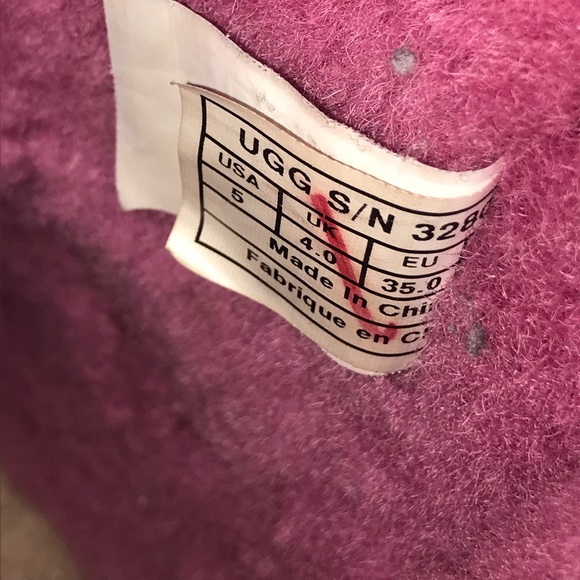 UGG S/N 328
USA UK EU
5 4.0 35.0
Made In Chi
Fabrique en C